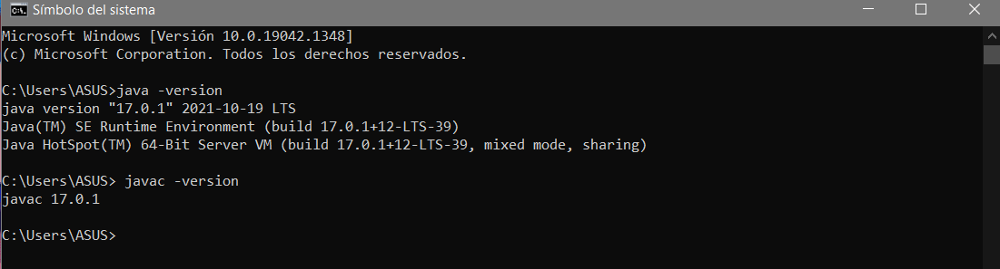 Símbolo del sistema
Microsoft Windows [Versión 10.0.19042.1348]
(c) Microsoft Corporation. Todos los derechos reservados.
C:\Users\ASUS>java -version
java version "17.0.1" 2021-10-19 LTS
Java(TM) SE Runtime Environment (build 17.0.1+12-LTS-39)
Java HotSpot(TM) 64-Bit Server VM (build 17.0.1+12-LTS-39, mixed mode, sharing)
C:\Users\ASUS> javac -version
javac 17.0.1
C:\Users\ASUS>